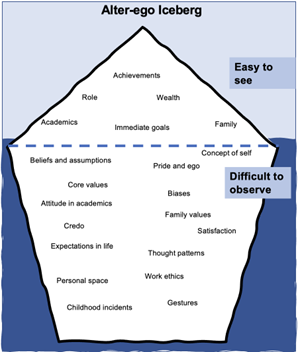 Alter-ego Iceberg
Easy to
see
Achievements
Role
Wealth
Academics
Immediate goals
Family
Concept of self
Beliefs and assumptions
Pride and ego
Difficult to
observe
Core values
Biases
Attitude in academics
Family values
Credo
Satisfaction
Expectations in life
Thought patterns
Personal space
Work ethics
Childhood incidents
Gestures